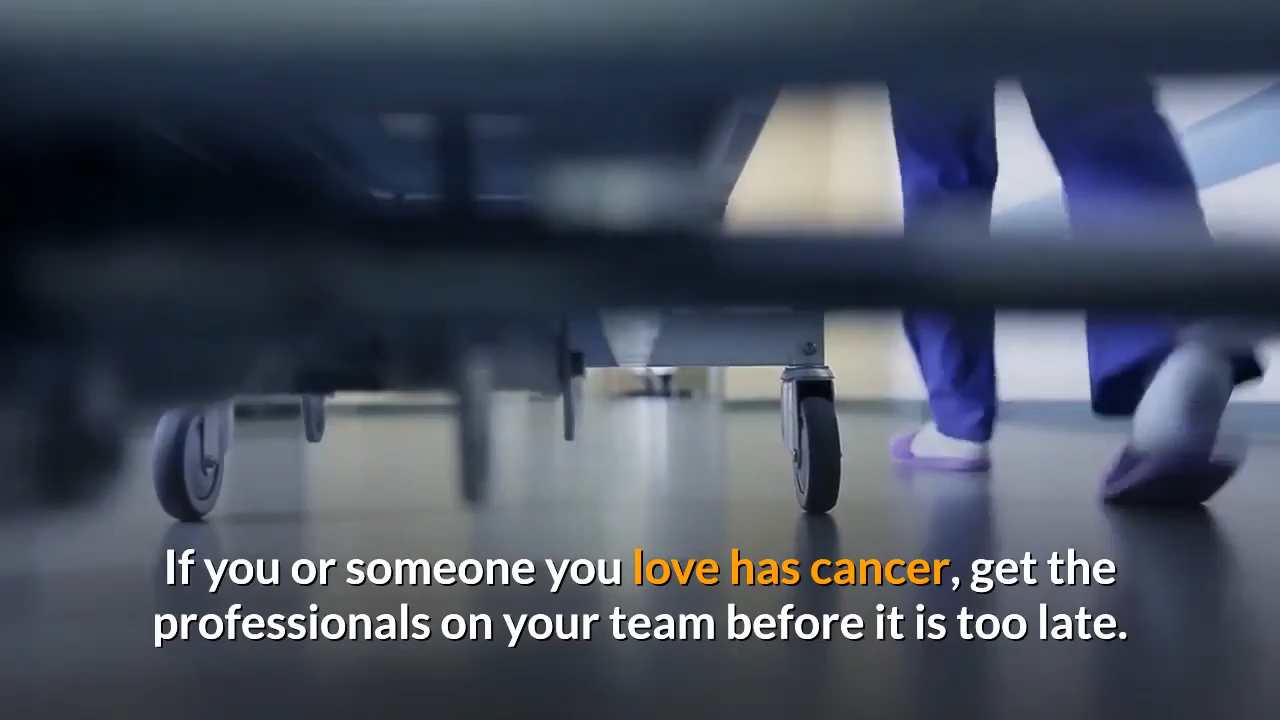 If you or someone you love has cancer, get the
professionals on your team before it is too late.